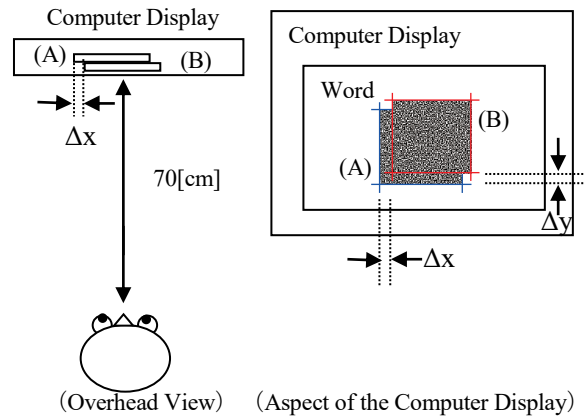 Computer Display
(A)
(B)
Δx
70[cm]
(Overhead View)
Computer Display
Word
(B)
(A)
Δy
Δx
(Aspect of the Computer Display)